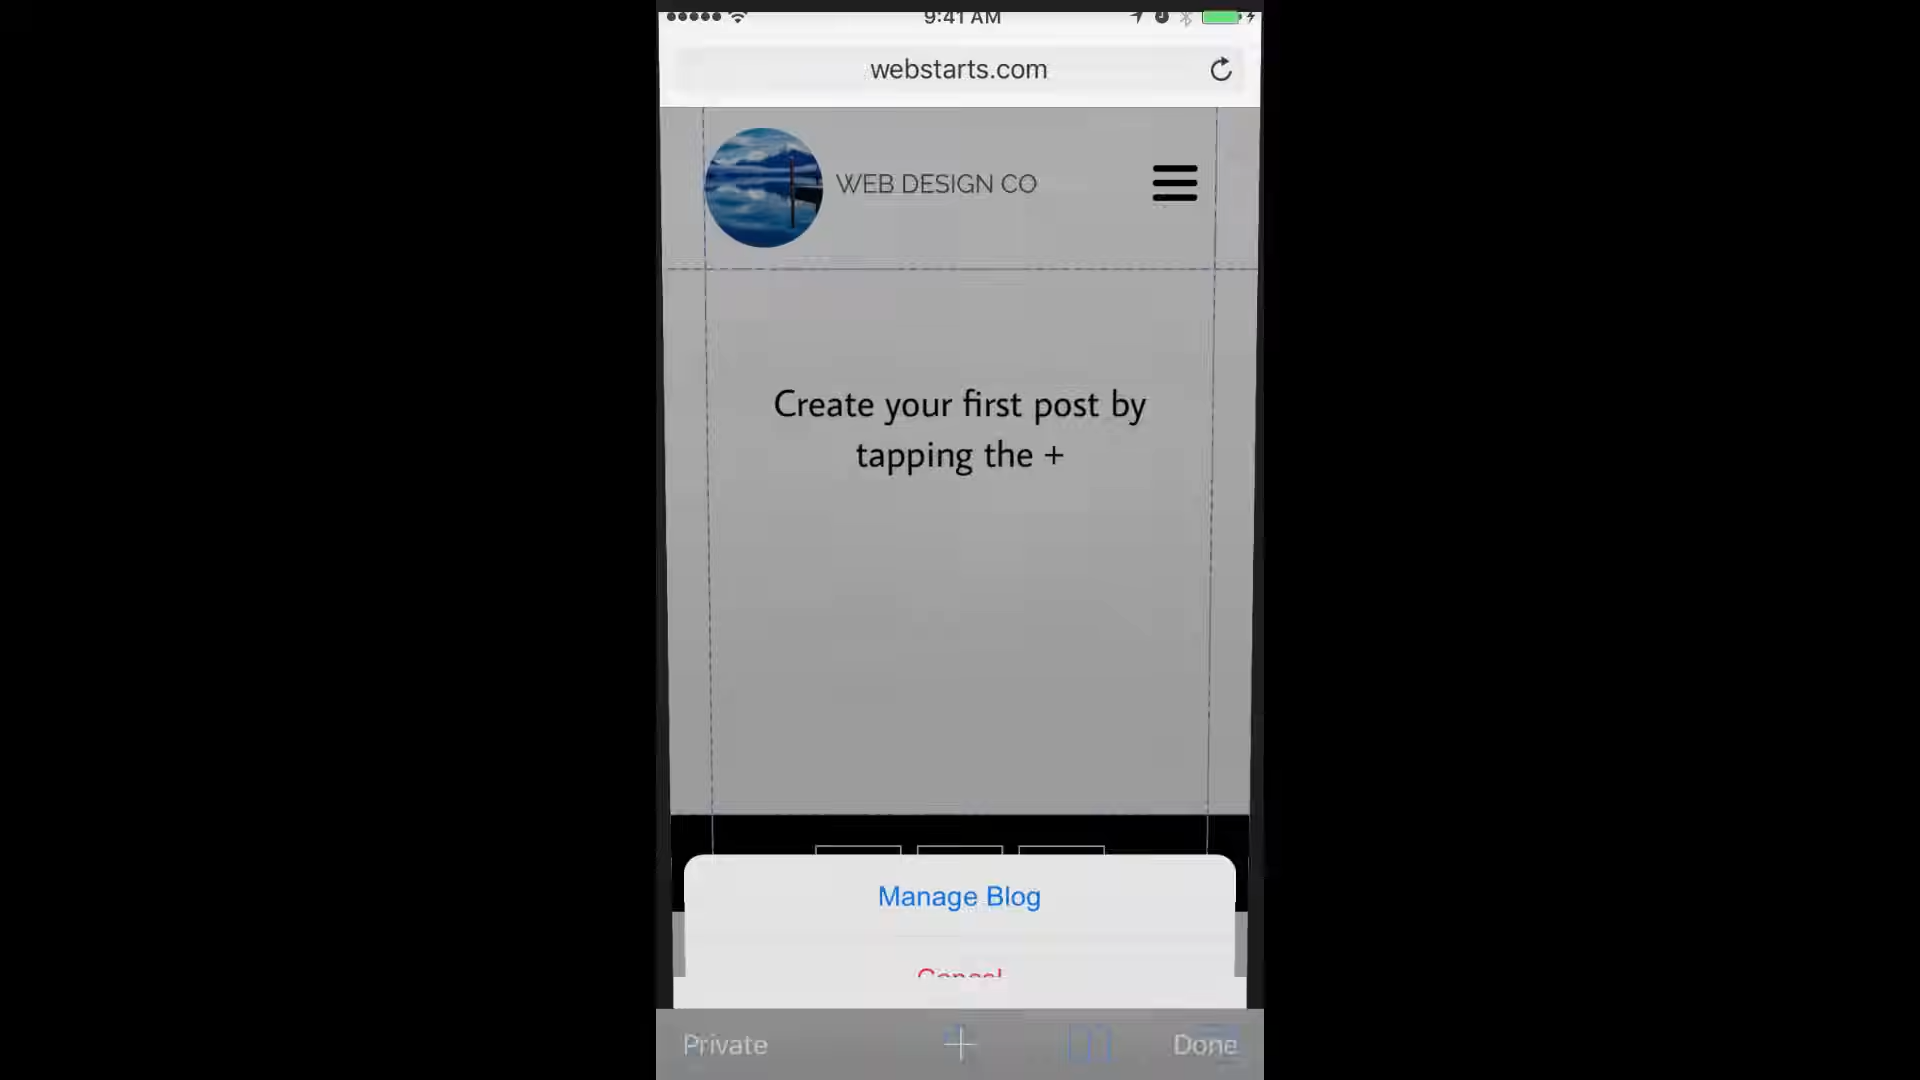 9:41 AM
webstarts.com
WEB DESIGN CO
Create your first post by
tapping the +
Manage Blog
Cancel
Private
Done